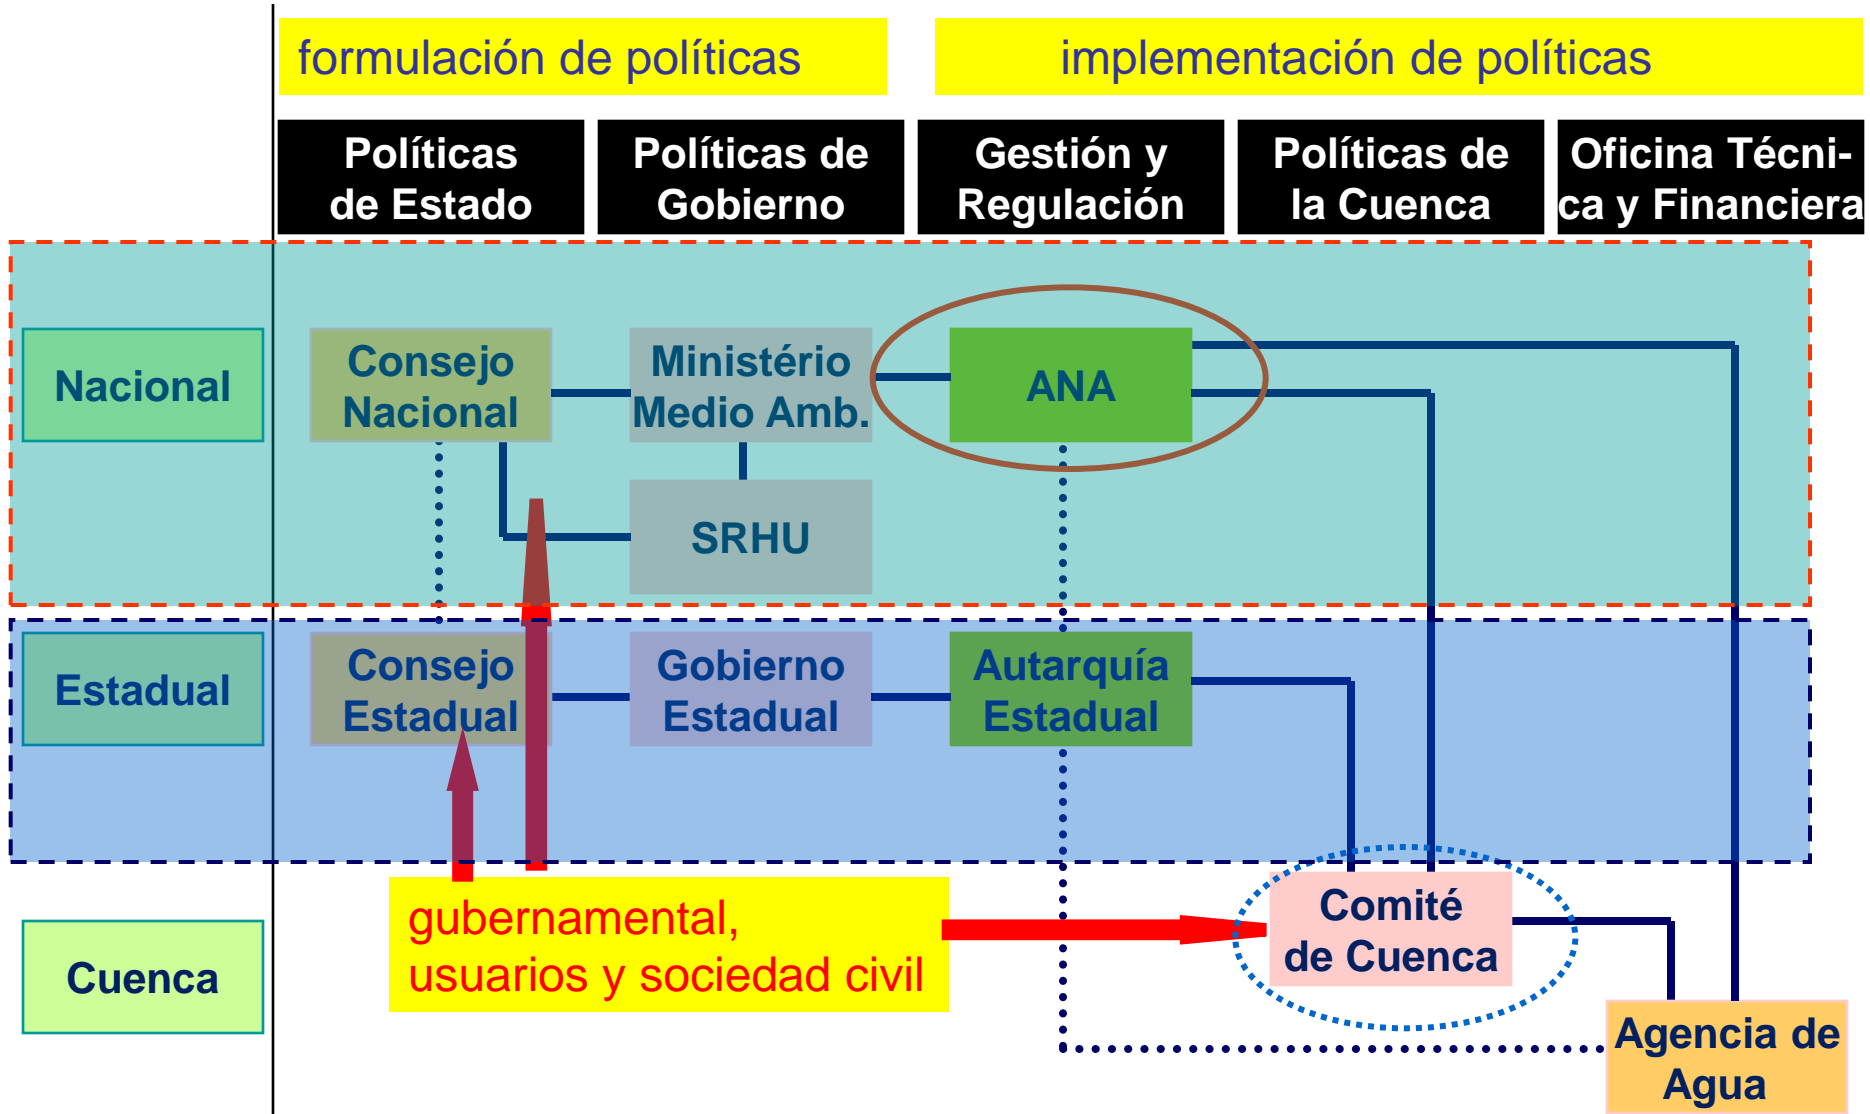 formulación de políticas
implementación de políticas
Políticas
de Estado
Políticas de
Gobierno
Gestión y
Regulación
Políticas de
la Cuenca
Oficina Técni-
ca y Financiera
Nacional
Consejo
Nacional
Ministério
Medio Amb.
ANA
SRHU
Estadual
Consejo
Estadual
Gobierno
Estadual
Autarquía
Estadual
Cuenca
gubernamental,
usuarios y sociedad civil
Comité
de Cuenca
Agencia de
Agua